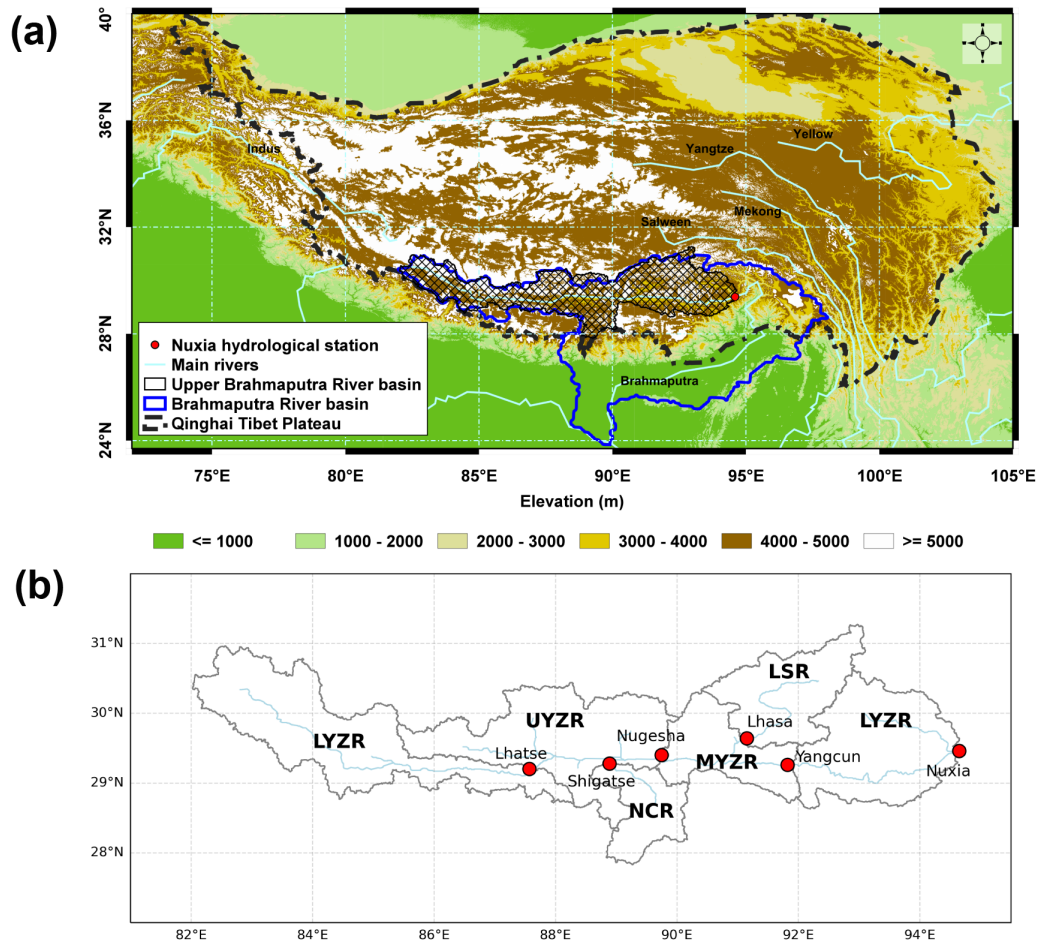 (a)
40°
36°N
32°N
28°N
24°N
Indus
Yellow
Yangtze
Mekong
Salween
Brahmaputra
Nuxia hydrological station
Main rivers
Upper Brahmaputra River basin
Brahmaputra River basin
Qinghai Tibet Plateau
75°E 80°E 85°E 90°E 95°E 100°E 105°E
Elevation (m)
<= 1000 1000 - 2000 2000 - 3000 3000 - 4000 4000 - 5000 >= 5000
(b)
31°N
30°N
29°N
28°N
LSR
UYZR
Nugesha
Lhasa
LYZR
LYZR
Lhatse
MYZR
Yangcun
Shigatse
Nuxia
NCR
82°E 84°E 86°E 88°E 90°E 92°E 94°E